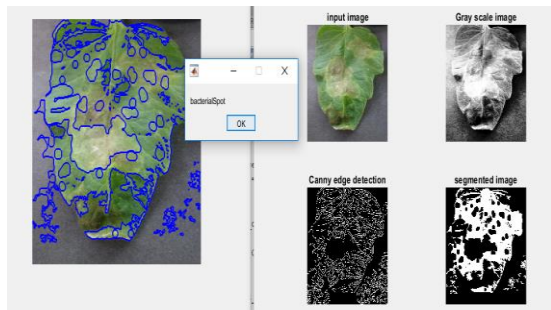 input image
Gray scale image
X
bacterialSpot
OK
Canny edge detection
segmented image